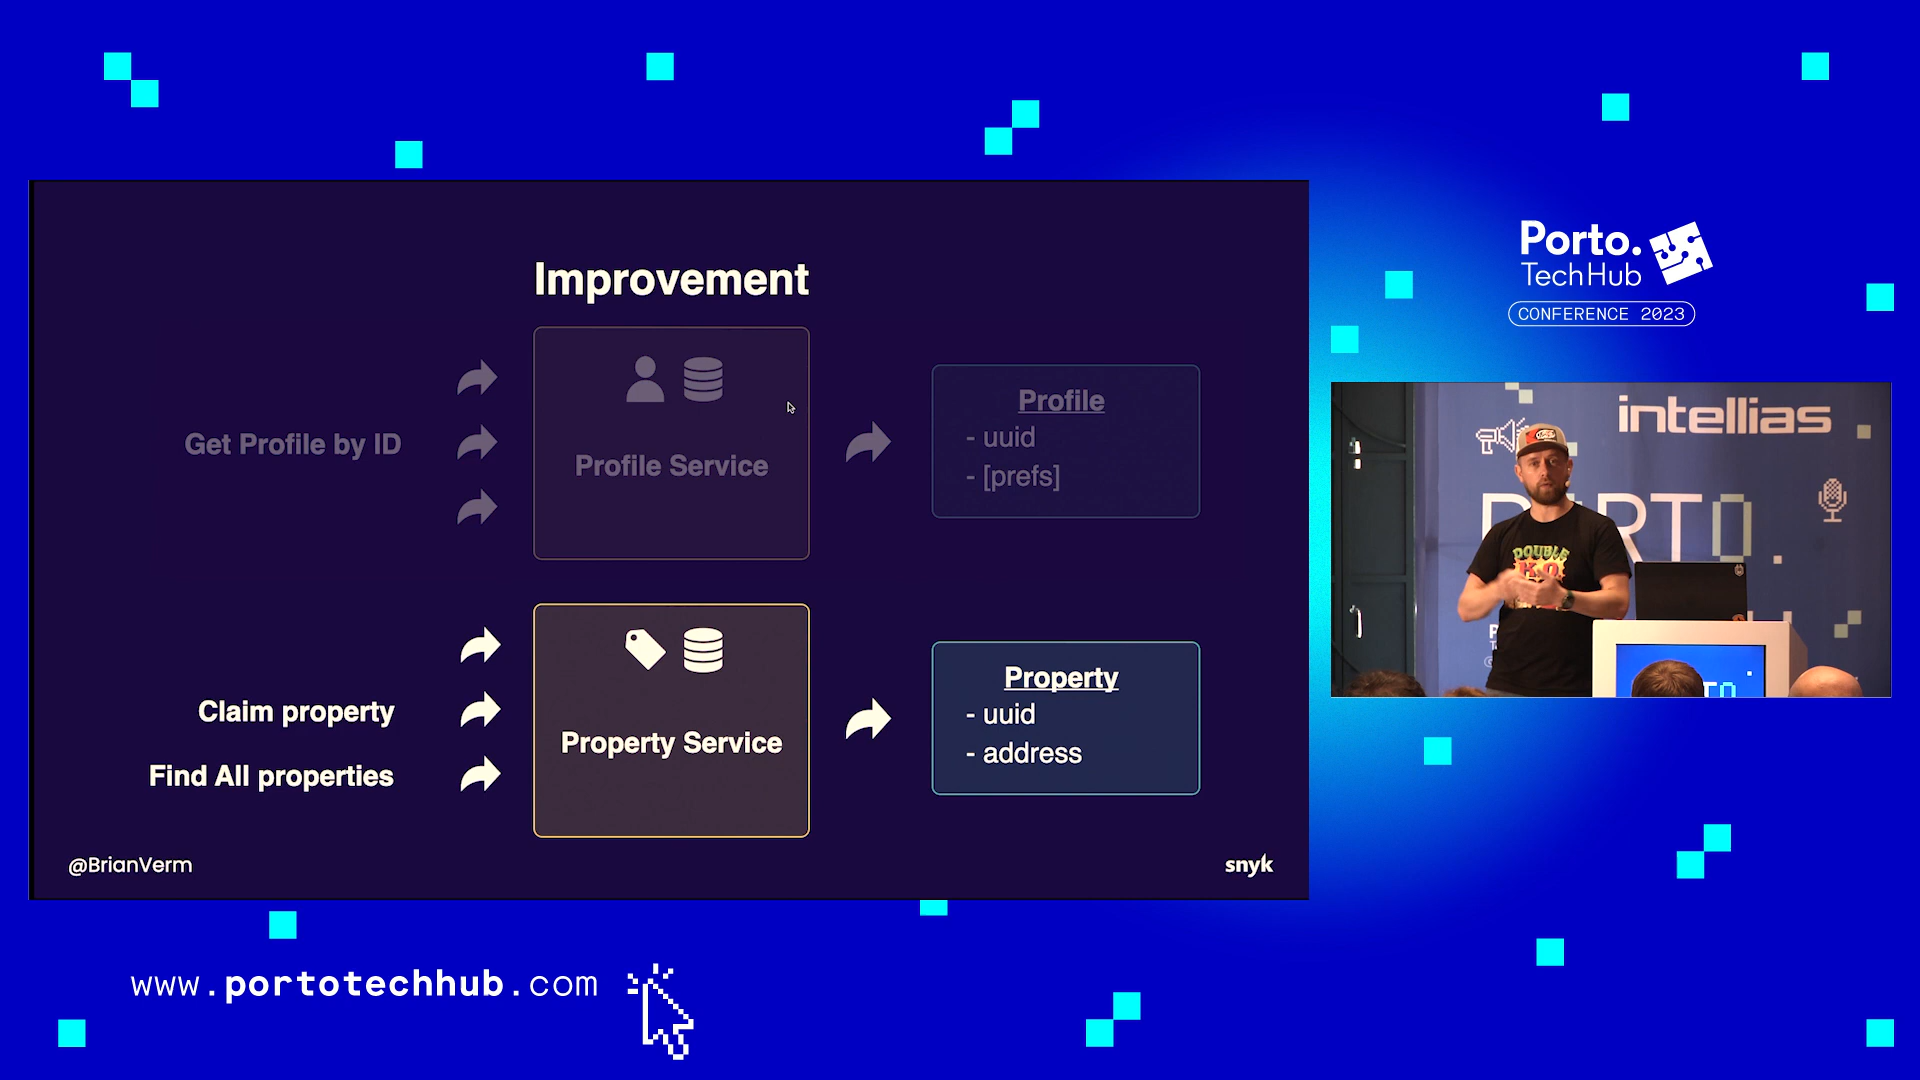 Improvement
Get Profile by ID
Profile Service
Profile
- uuid
- [prefs]
Claim property
Find All properties
Property Service
Property
- uuid
- address
@BrianVerm
snyk
Porto.
TechHub
CONFERENCE 2023
intellias
DOUBLE
K.O.
www.portotechhub.com